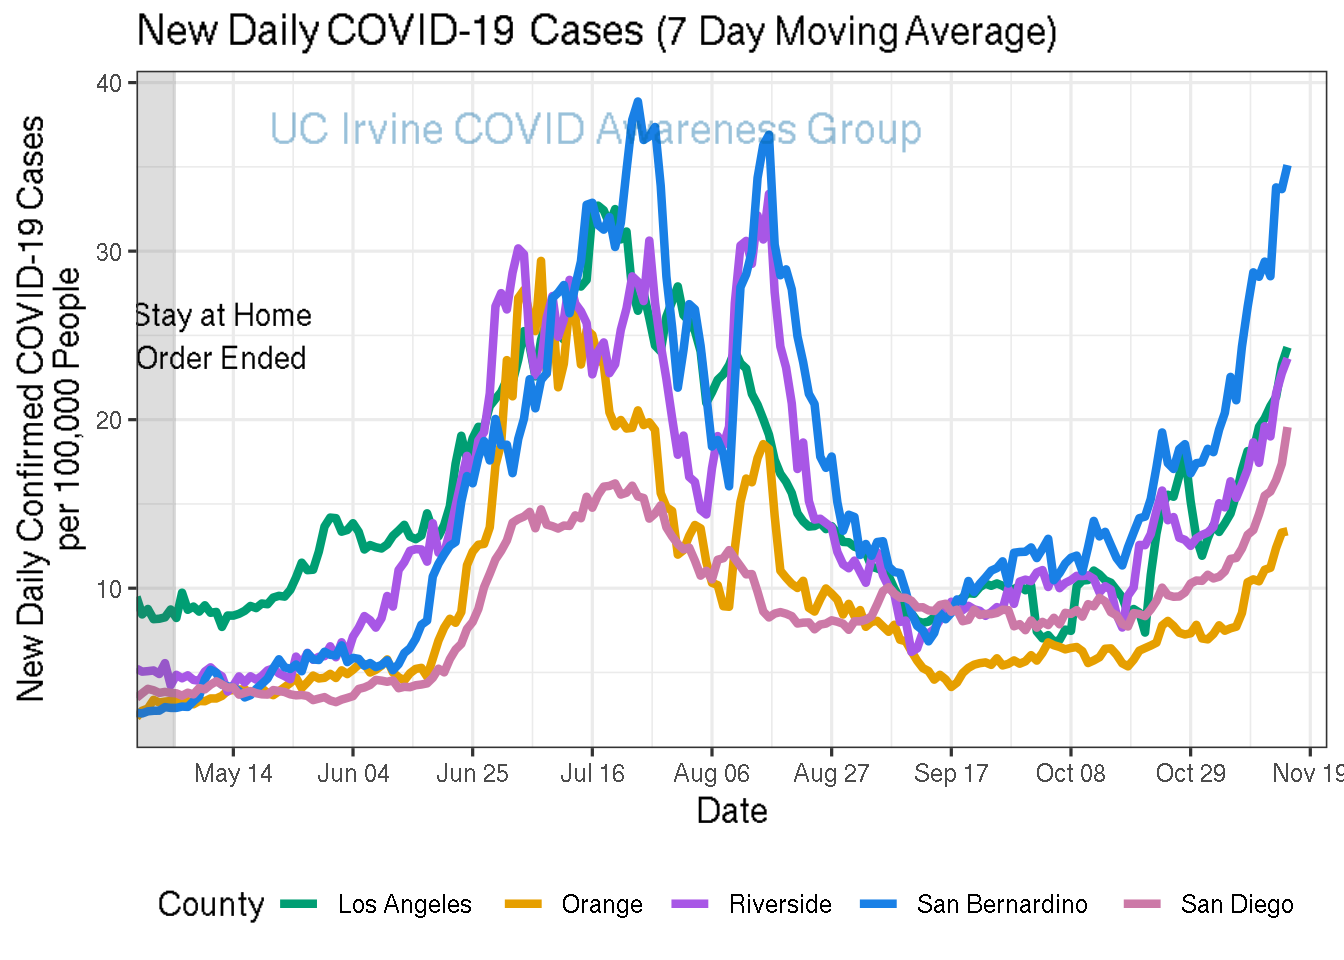 New Daily COVID-19 Cases (7 Day Moving Average)
UC Irvine COVID Awareness Group
New Daily Confirmed COVID-19 Cases
per 100,000 People
40
30
20
10
Stay at Home
Order Ended
May 14 Jun 04 Jun 25 Jul 16 Aug 06 Aug 27 Sep 17 Oct 08 Oct 29 Nov 19
Date
County Los Angeles Orange Riverside San Bernardino San Diego